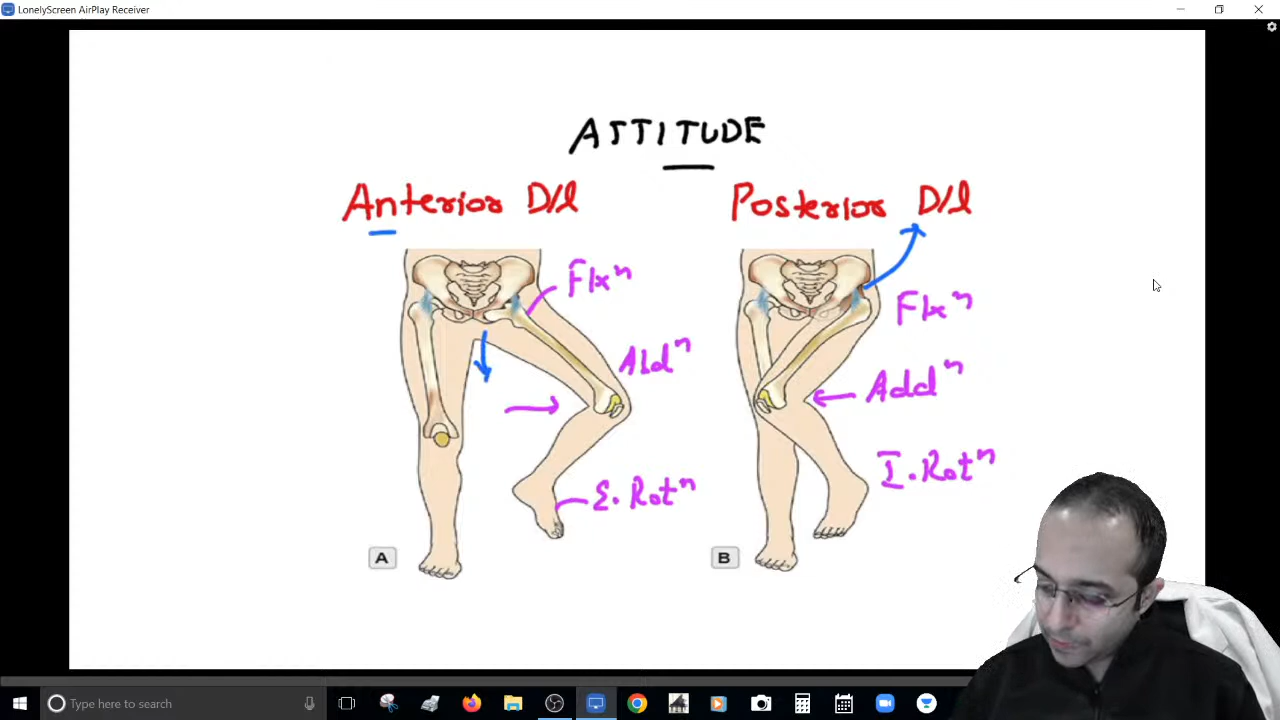 LonelyScreen AirPlay Receiver
ATTITUDE
Anterior D/l
Posterior D/l
Flxⁿ
Flxⁿ
Abdⁿ
Addⁿ
E. Rotⁿ
I. Rotⁿ
A
B
Type here to search